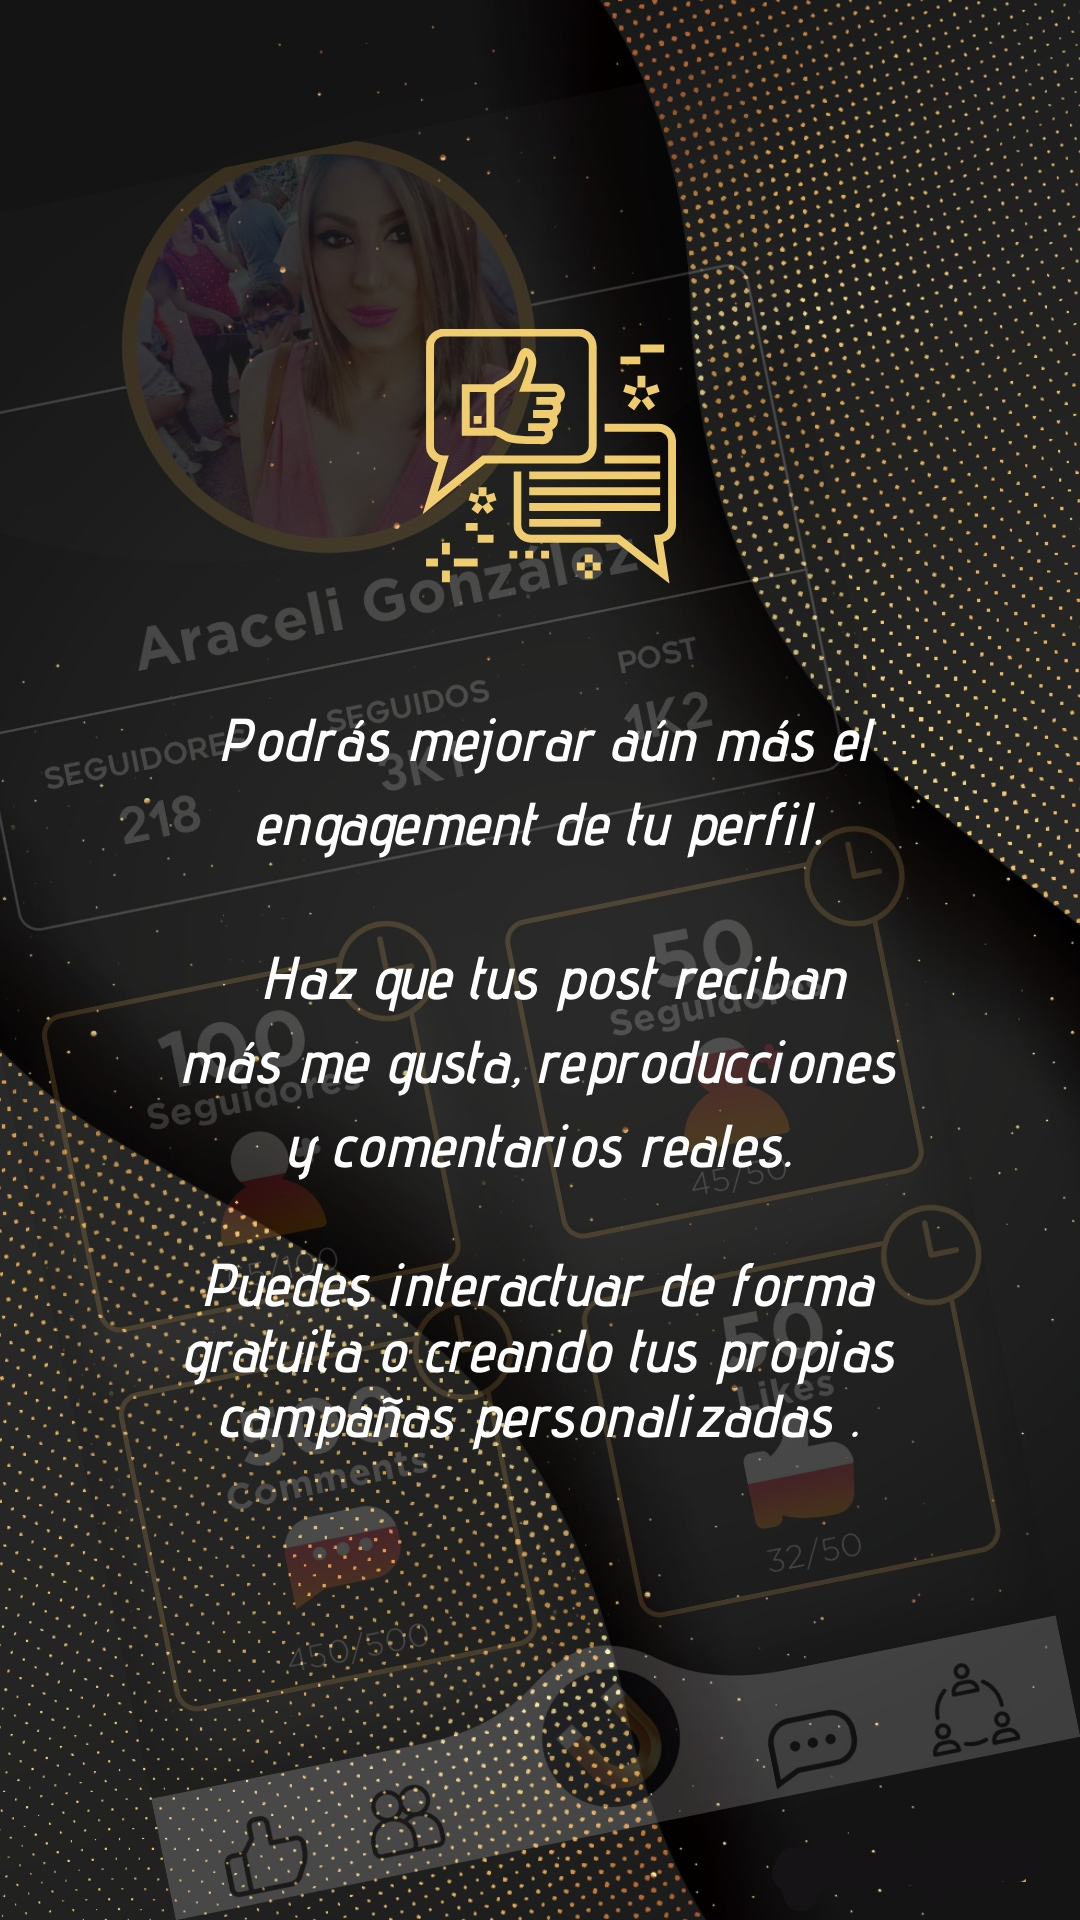 Araceli González
SEGUIDORES
SEGUIDOS
POST
218
1K2
Podrás mejorar aún más el
engagement de tu perfil.
Haz que tus post reciban
más me gusta, reproducciones
y comentarios reales.
Puedes interactuar de forma
gratuita o creando tus propias
campañas personalizadas .
100
Seguidores
50
Seguidores
45/50
500
Comments
450/500
50
Likes
32/50